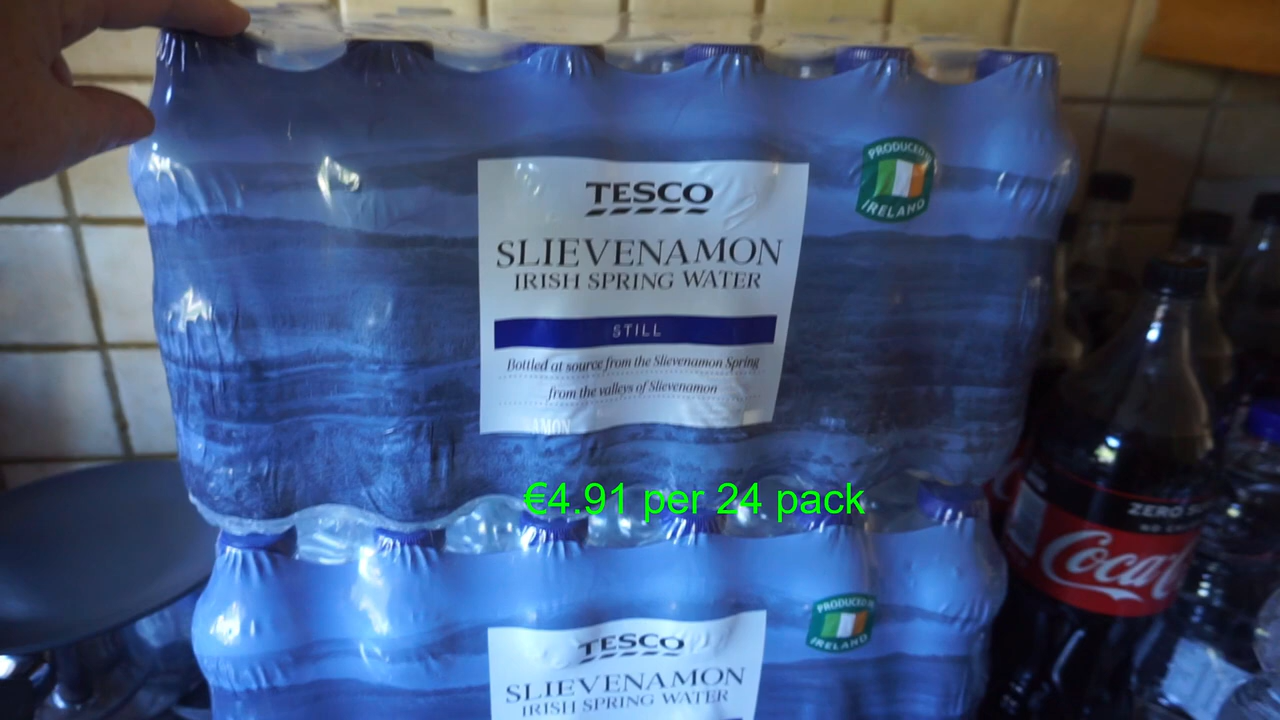 PRODUCED IN
IRELAND
TESCO
SLIEVENAMON
IRISH SPRING WATER
STILL
Bottled at source from the Slievenamon Spring
from the valleys of Slievenamon
AMON
€4.91 per 24 pack
ZERO
Coca
PRODUCED IN
IRELAND
TESCO
SLIEVENAMON
IRISH SPRING WATER